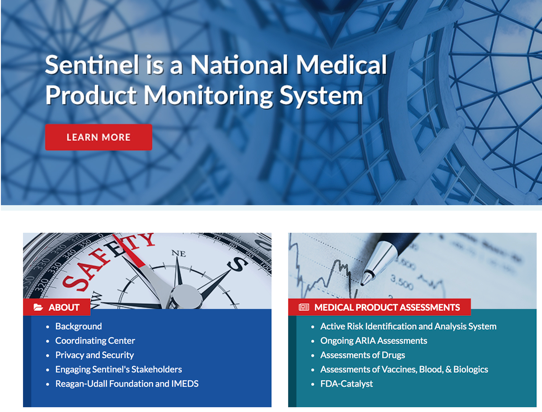 Sentinel is a National Medical
Product Monitoring System
LEARN MORE
SAFETY
NE
S
ABOUT
Background
Coordinating Center
Privacy and Security
Engaging Sentinel's Stakeholders
Reagan-Udall Foundation and IMEDS
3,500
MEDICAL PRODUCT ASSESSMENTS
Active Risk Identification and Analysis System
Ongoing ARIA Assessments
Assessments of Drugs
Assessments of Vaccines, Blood, & Biologics
FDA-Catalyst